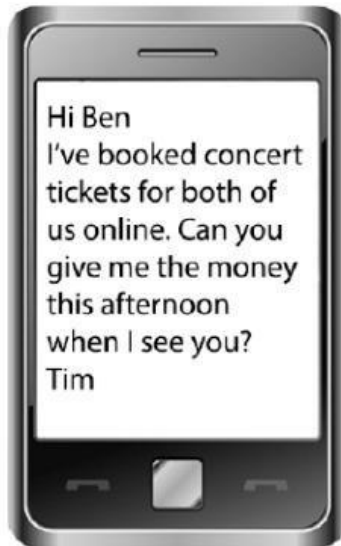 Hi Ben
I've booked concert
tickets for both of
us online. Can you
give me the money
this afternoon
when I see you?
Tim